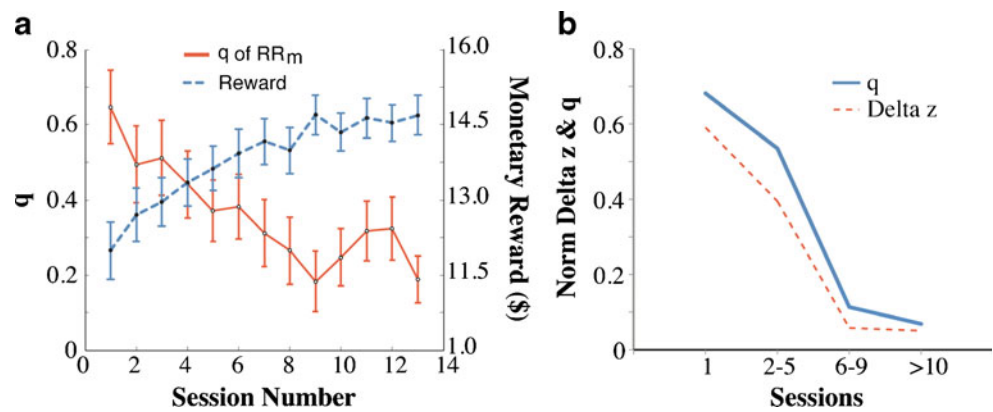 a
q of RRm
Reward
q
0.8
0.6
0.4
0.2
0
0 2 4 6 8 10 12 14
Session Number
16.0
14.5
13.0
11.5
1.0
Monetary Reward ($)
b
q
Delta z
Norm Delta z & q
0.8
0.6
0.4
0.2
0
1 2-5 6-9 >10
Sessions